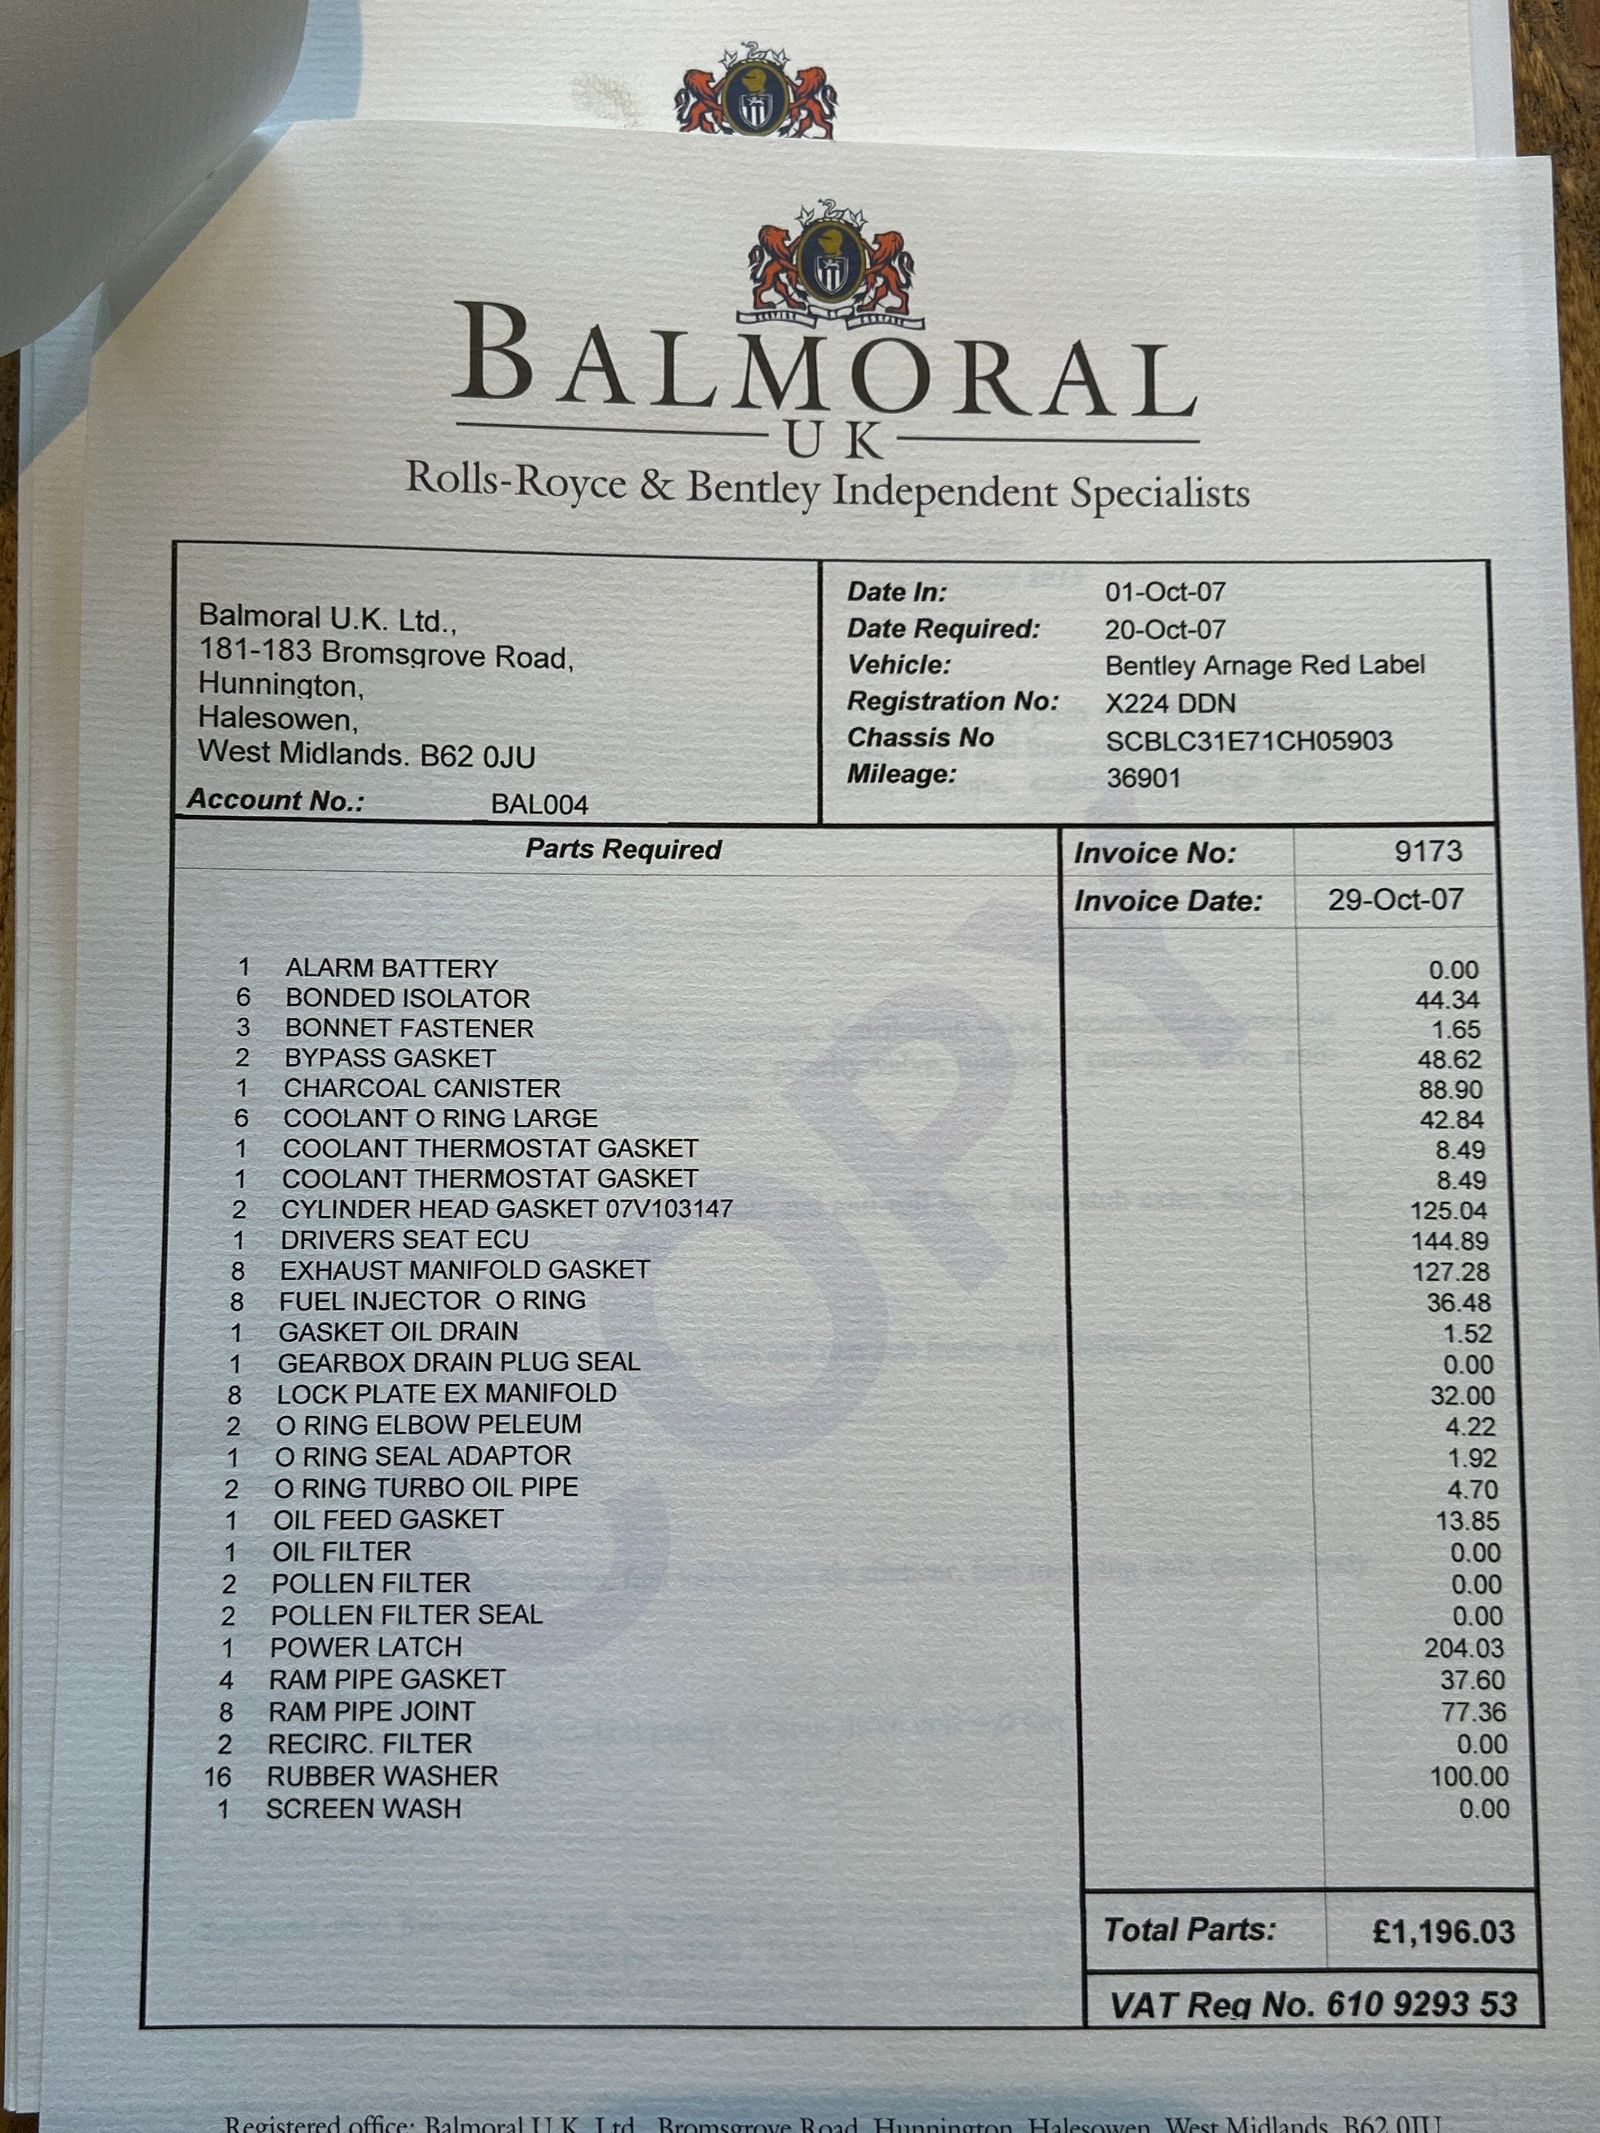 BALMORAL
UK
Rolls-Royce & Bentley Independent Specialists
Balmoral U.K. Ltd.,
181-183 Bromsgrove Road,
Hunnington,
Halesowen,
West Midlands. B62 0JU
Account No.: BAL004
Date In: 01-Oct-07
Date Required: 20-Oct-07
Vehicle: Bentley Arnage Red Label
Registration No: X224 DDN
Chassis No SCBLC31E71CH05903
Mileage: 36901
Parts Required
Invoice No: 9173
Invoice Date: 29-Oct-07
1 ALARM BATTERY 0.00
6 BONDED ISOLATOR 44.34
3 BONNET FASTENER 1.65
2 BYPASS GASKET 48.62
1 CHARCOAL CANISTER 88.90
6 COOLANT O RING LARGE 42.84
1 COOLANT THERMOSTAT GASKET 8.49
1 COOLANT THERMOSTAT GASKET 8.49
2 CYLINDER HEAD GASKET 07V103147 125.04
1 DRIVERS SEAT ECU 144.89
8 EXHAUST MANIFOLD GASKET 127.28
8 FUEL INJECTOR O RING 36.48
1 GASKET OIL DRAIN 1.52
1 GEARBOX DRAIN PLUG SEAL 0.00
8 LOCK PLATE EX MANIFOLD 32.00
2 O RING ELBOW PELEUM 4.22
1 O RING SEAL ADAPTOR 1.92
2 O RING TURBO OIL PIPE 4.70
1 OIL FEED GASKET 13.85
1 OIL FILTER 0.00
2 POLLEN FILTER 0.00
2 POLLEN FILTER SEAL 0.00
1 POWER LATCH 204.03
4 RAM PIPE GASKET 37.60
8 RAM PIPE JOINT 77.36
2 RECIRC. FILTER 0.00
16 RUBBER WASHER 100.00
1 SCREEN WASH 0.00
COPY
Total Parts: £1,196.03
VAT Reg No. 610 9293 53
Registered office: Balmoral U.K. Ltd., Bromsgrove Road, Hunnington, Halesowen, West Midlands. B62 0JU